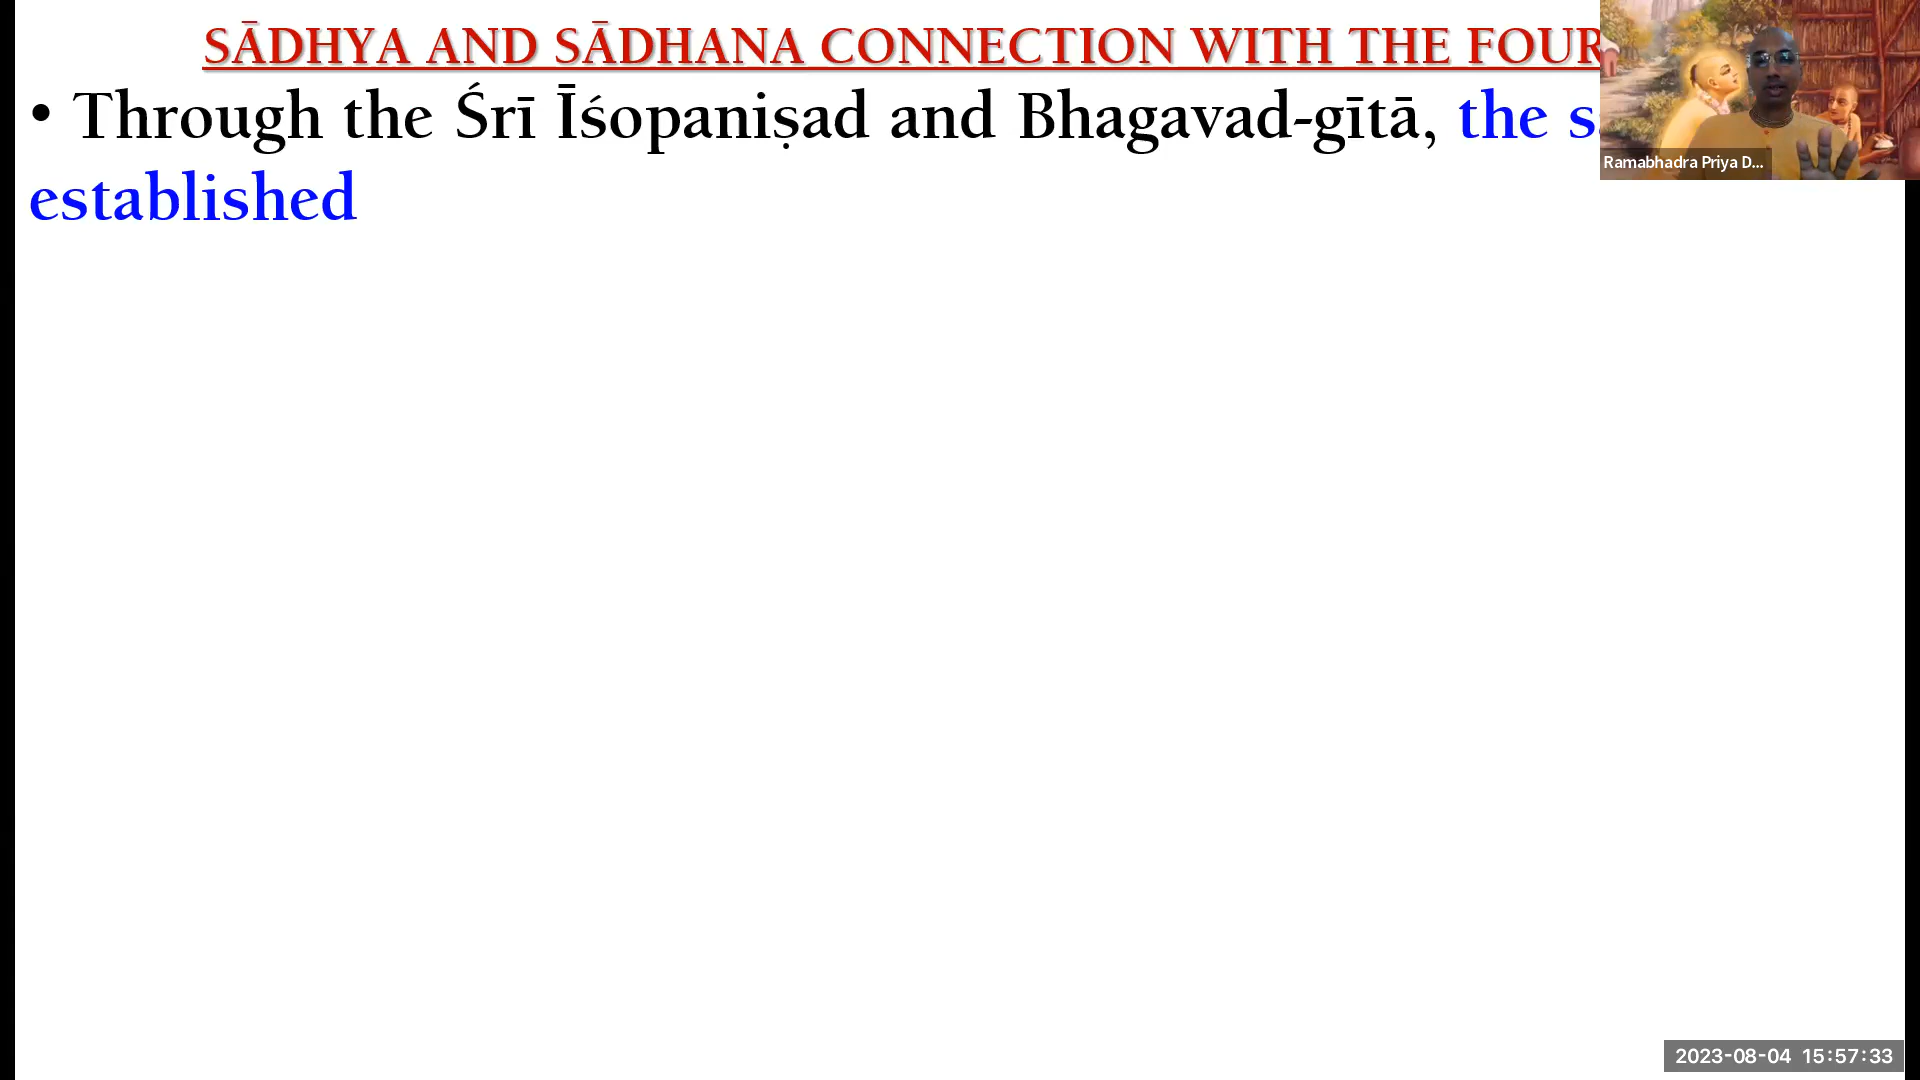 SĀDHYA AND SĀDHANA CONNECTION WITH THE FOUR
• Through the Śrī Īśopaniṣad and Bhagavad-gītā, the
established
Ramabhadra Priya D...
2023-08-04 15:57:33